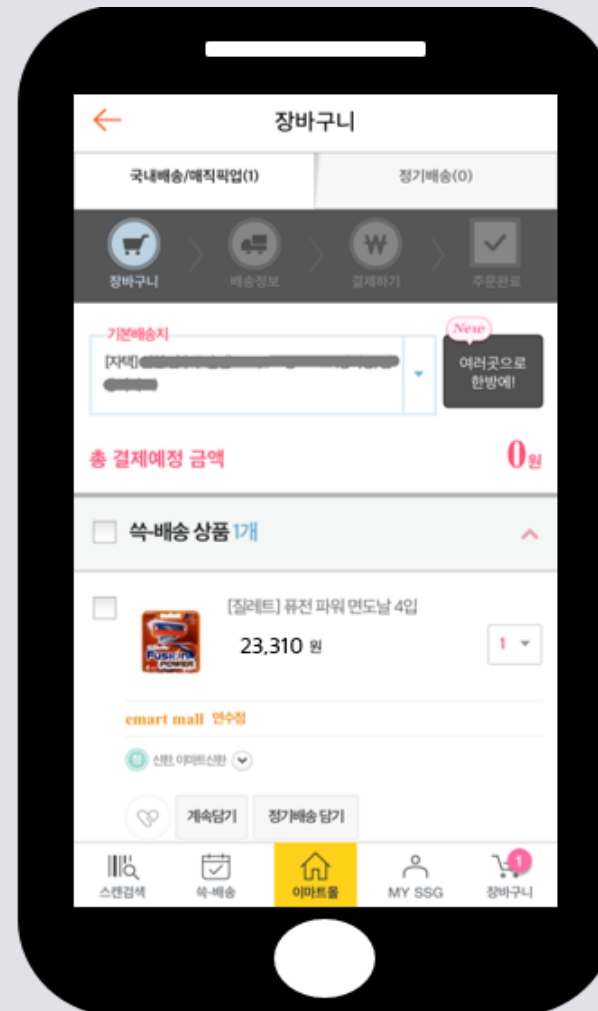 장바구니
국내배송/매직픽업(1)
정기배송(0)
장바구니
배송정보
결제하기
주문완료
기본배송지
New
[자택]
여러곳으로
한방에!
총 결제예정 금액
0원
쓱-배송 상품 1개
[질레트] 퓨전 파워 면도날 4입
Gillette
FUSION
POWER
23,310 원
1
emart mall 연수점
청 신한, 이마트신한
계속담기
정기배송 담기
스캔검색
쓱-배송
이마트몰
MY SSG
1
장바구니